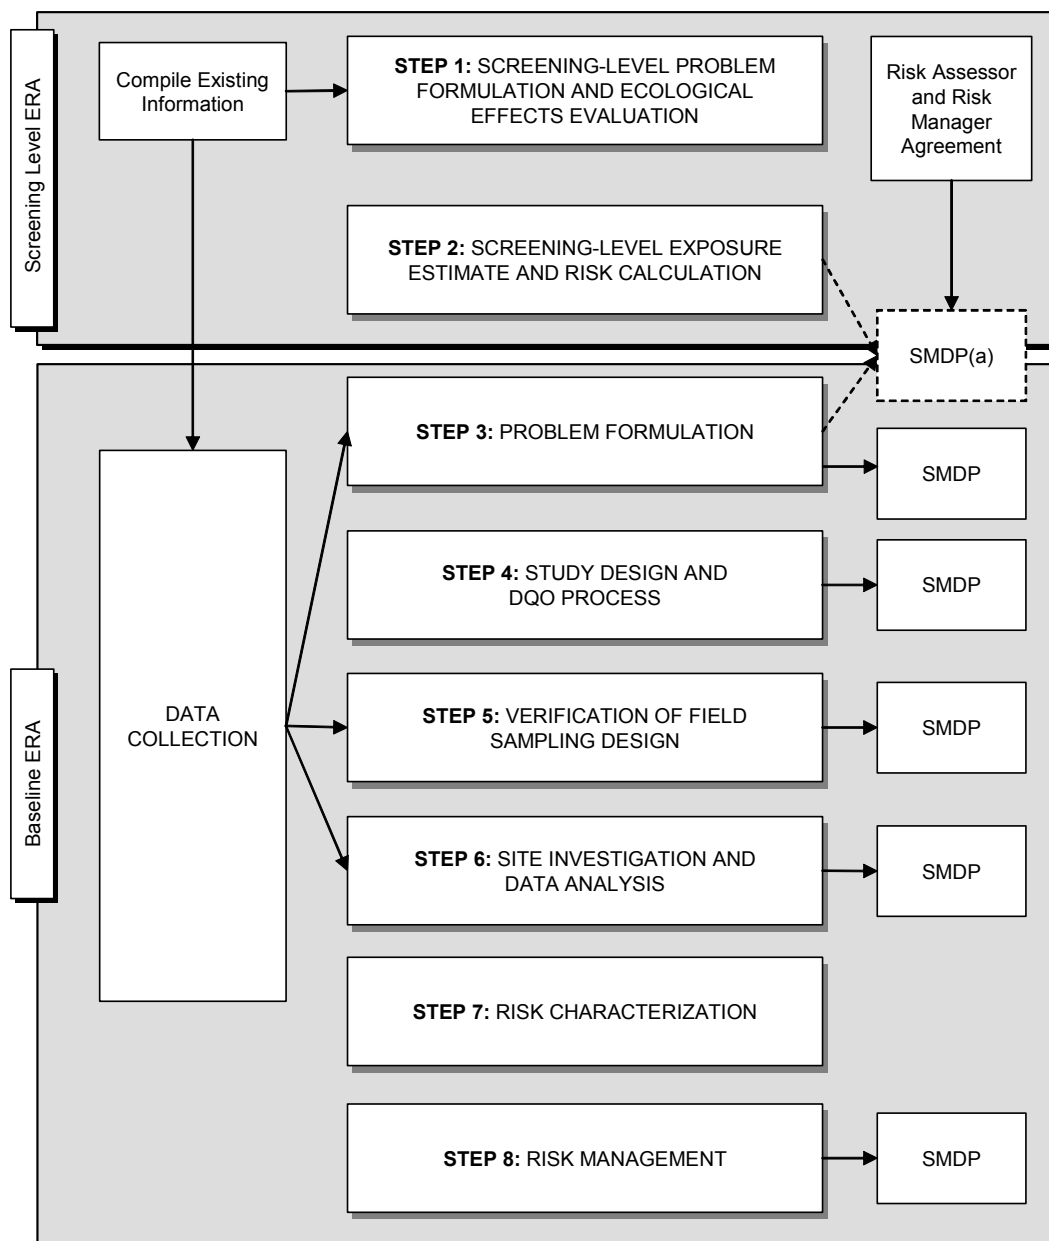 Screening Level ERA
Compile Existing
Information
STEP 1: SCREENING-LEVEL PROBLEM
FORMULATION AND ECOLOGICAL
EFFECTS EVALUATION
Risk Assessor
and Risk
Manager
Agreement
STEP 2: SCREENING-LEVEL EXPOSURE
ESTIMATE AND RISK CALCULATION
SMDP(a)
Baseline ERA
DATA
COLLECTION
STEP 3: PROBLEM FORMULATION
SMDP
STEP 4: STUDY DESIGN AND
DQO PROCESS
SMDP
STEP 5: VERIFICATION OF FIELD
SAMPLING DESIGN
SMDP
STEP 6: SITE INVESTIGATION AND
DATA ANALYSIS
SMDP
STEP 7: RISK CHARACTERIZATION
STEP 8: RISK MANAGEMENT
SMDP